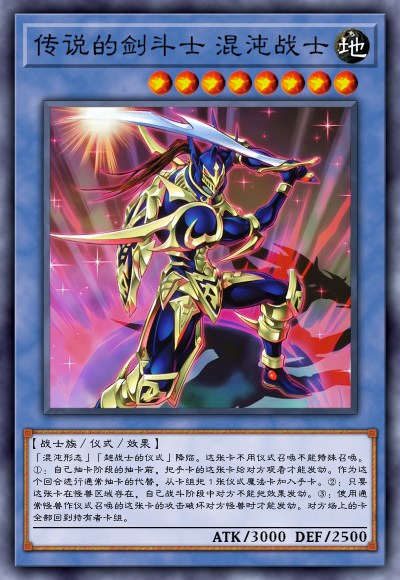 传说的剑斗士 混沌战士
地
【战士族／仪式／效果】
「混沌形态」「超战士的仪式」降临。这张卡不用仪式召唤不能特殊召唤。
①：自己抽卡阶段的抽卡前，把手卡的这张卡给对方观看才能发动。作为这
个回合进行通常抽卡的代替，从卡组把1张仪式魔法卡加入手卡。②：只要
这张卡在怪兽区域存在，自己战斗阶段中对方不能把效果发动。③：使用通
常怪兽作仪式召唤的这张卡的攻击破坏对方怪兽时才能发动。对方场上的卡
全部回到持有者卡组。
ATK/3000 DEF/2500